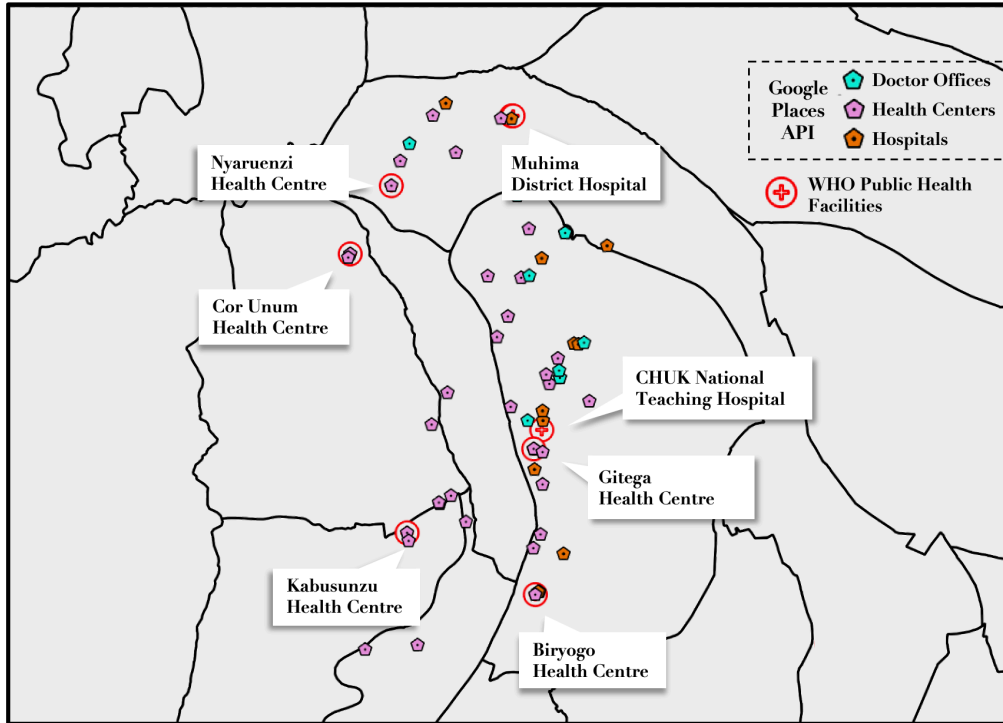 Google
Places
API
Doctor Offices
Health Centers
Hospitals
WHO Public Health
Facilities
Nyaruenzi
Health Centre
Muhima
District Hospital
Cor Unum
Health Centre
CHUK National
Teaching Hospital
Gitega
Health Centre
Kabusunzu
Health Centre
Biryogo
Health Centre